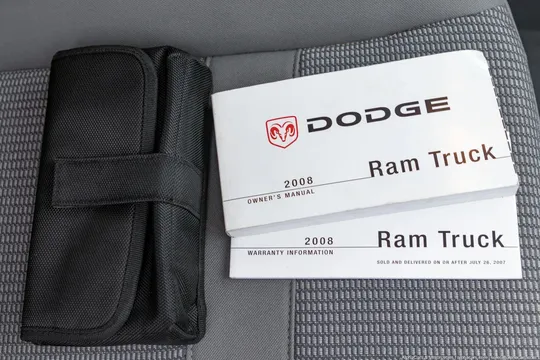 DODGE
Ram Truck
2008
OWNER'S MANUAL
2008
Ram Truck
WARRANTY INFORMATION
SOLD AND DELIVERED ON OR AFTER JULY 26, 2007